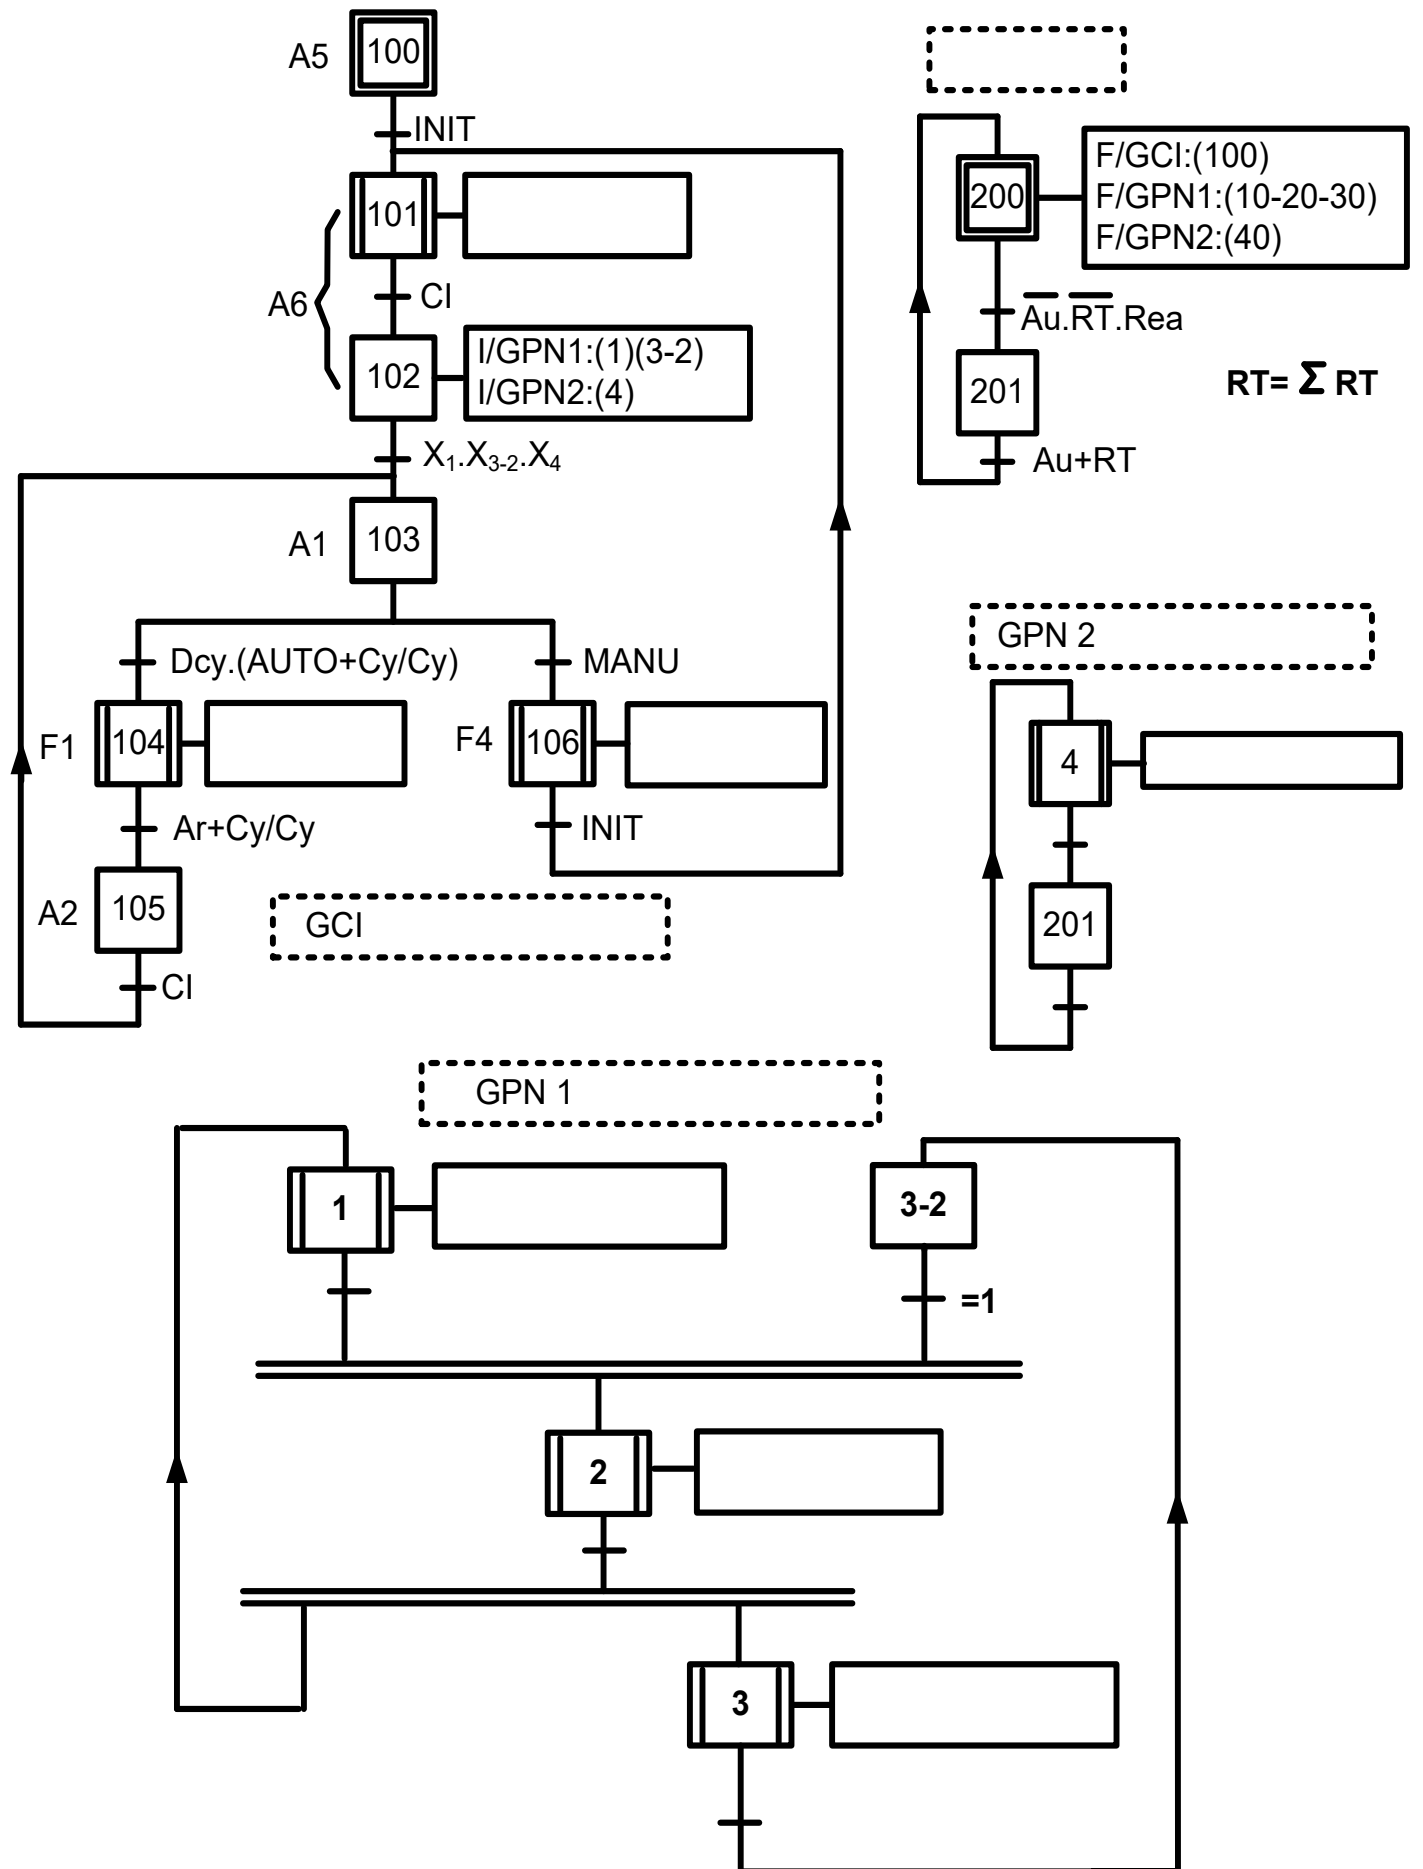 A5
100
INIT
101
A6
CI
102
I/GPN1:(1)(3-2)
I/GPN2:(4)
X1.X3-2.X4
A1
103
Dcy.(AUTO+Cy/Cy)
MANU
F1
104
F4
106
Ar+Cy/Cy
INIT
A2
105
GCI
CI
200
F/GCI:(100)
F/GPN1:(10-20-30)
F/GPN2:(40)
A̅u̅.R̅T̅.Rea
201
RT= Σ RT
Au+RT
GPN 2
4
201
GPN 1
1
3-2
=1
2
3